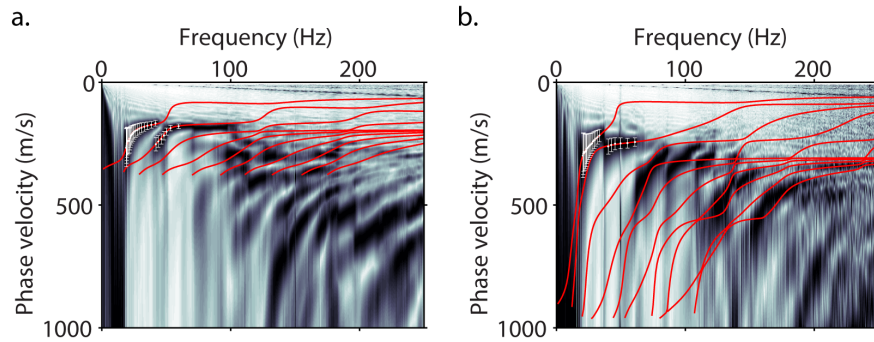 a.
Frequency (Hz)
0 100 200
0
500
1000
Phase velocity (m/s)
b.
Frequency (Hz)
0 100 200
0
500
1000
Phase velocity (m/s)